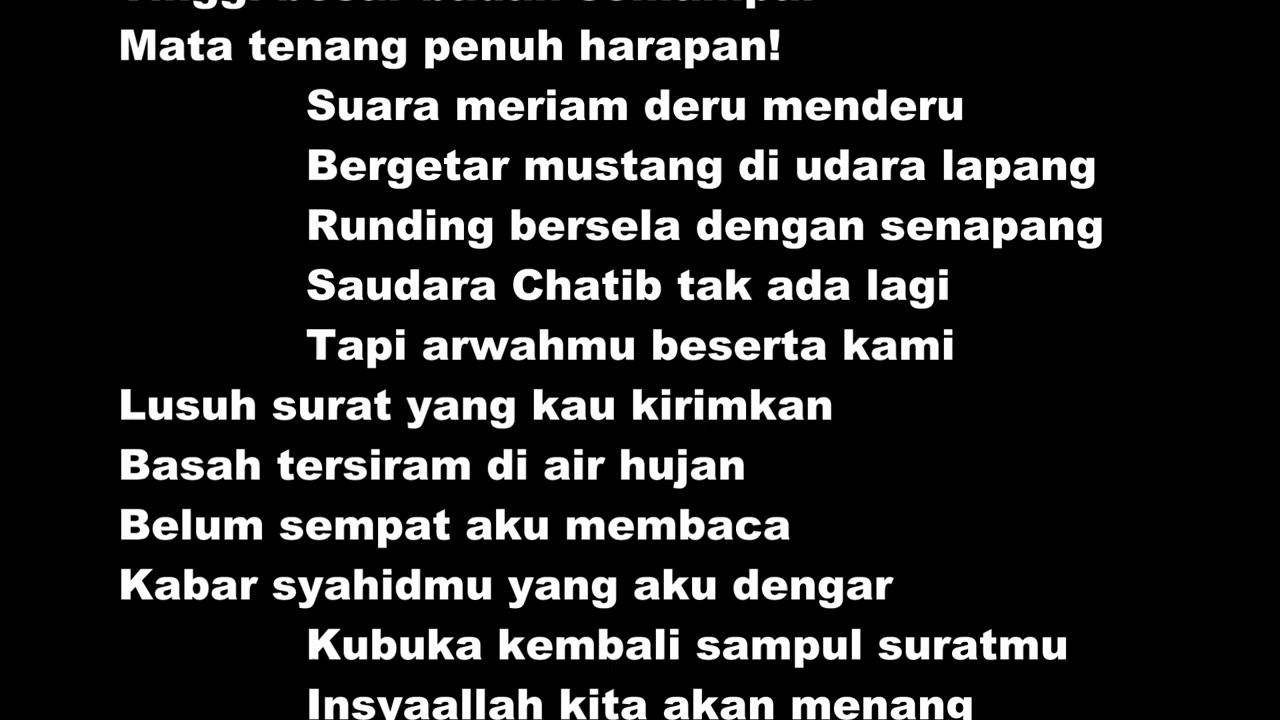 Mata tenang penuh harapan!
Suara meriam deru menderu
Bergetar mustang di udara lapang
Runding bersela dengan senapang
Saudara Chatib tak ada lagi
Tapi arwahmu beserta kami
Lusuh surat yang kau kirimkan
Basah tersiram di air hujan
Belum sempat aku membaca
Kabar syahidmu yang aku dengar
Kubuka kembali sampul suratmu
Insyaallah kita akan menang